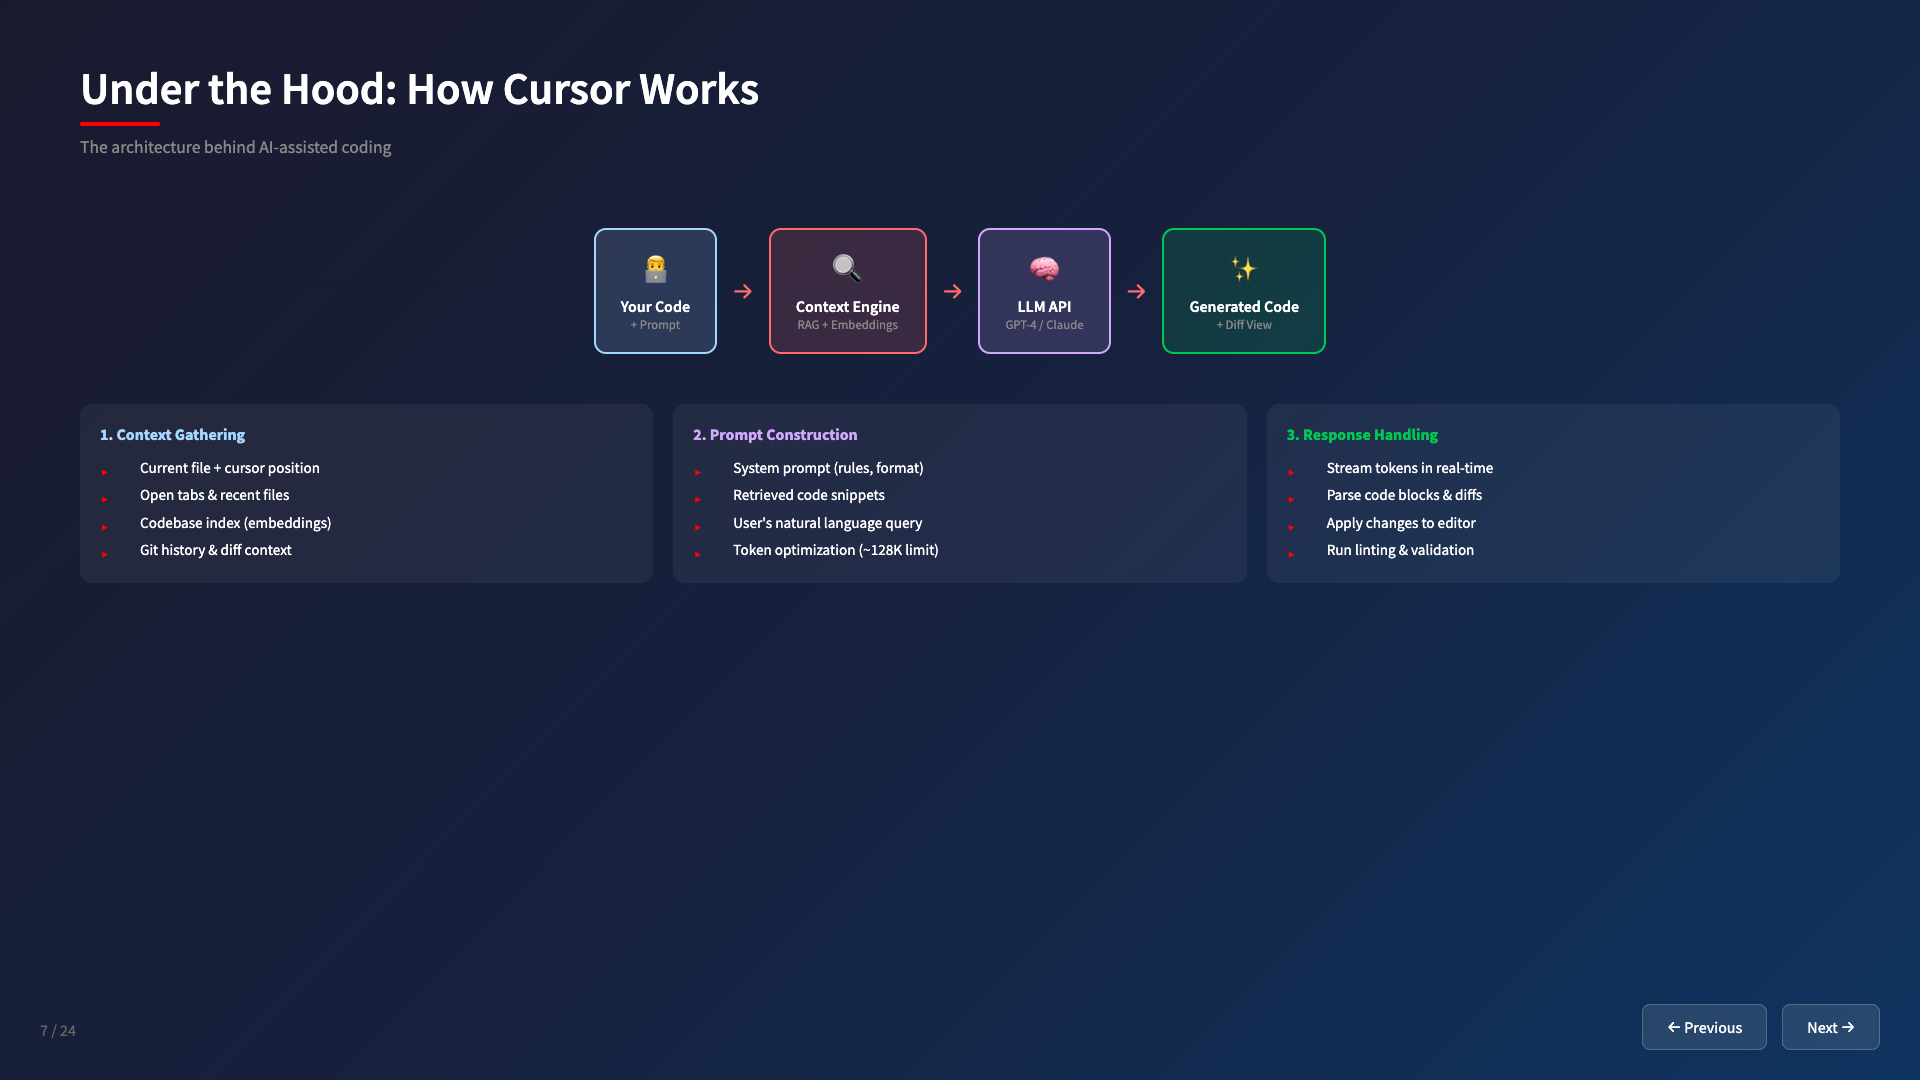 Under the Hood: How Cursor Works
The architecture behind AI-assisted coding
Your Code
+ Prompt
→
Context Engine
RAG + Embeddings
→
LLM API
GPT-4 / Claude
→
Generated Code
+ Diff View
1. Context Gathering
▸ Current file + cursor position
▸ Open tabs & recent files
▸ Codebase index (embeddings)
▸ Git history & diff context
2. Prompt Construction
▸ System prompt (rules, format)
▸ Retrieved code snippets
▸ User's natural language query
▸ Token optimization (~128K limit)
3. Response Handling
▸ Stream tokens in real-time
▸ Parse code blocks & diffs
▸ Apply changes to editor
▸ Run linting & validation
7 / 24
← Previous
Next →